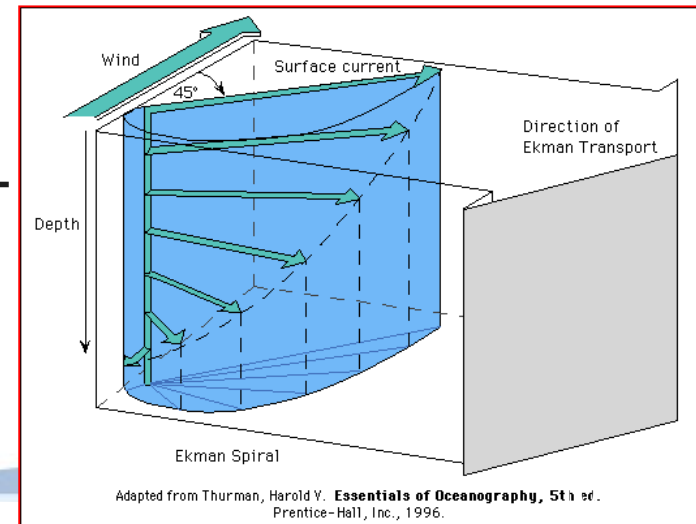 Wind
Surface current
45°
Direction of
Ekman Transport
Depth
Ekman Spiral
Adapted from Thurman, Harold V. Essentials of Oceanography, 5th ed.
Prentice-Hall, Inc., 1996.